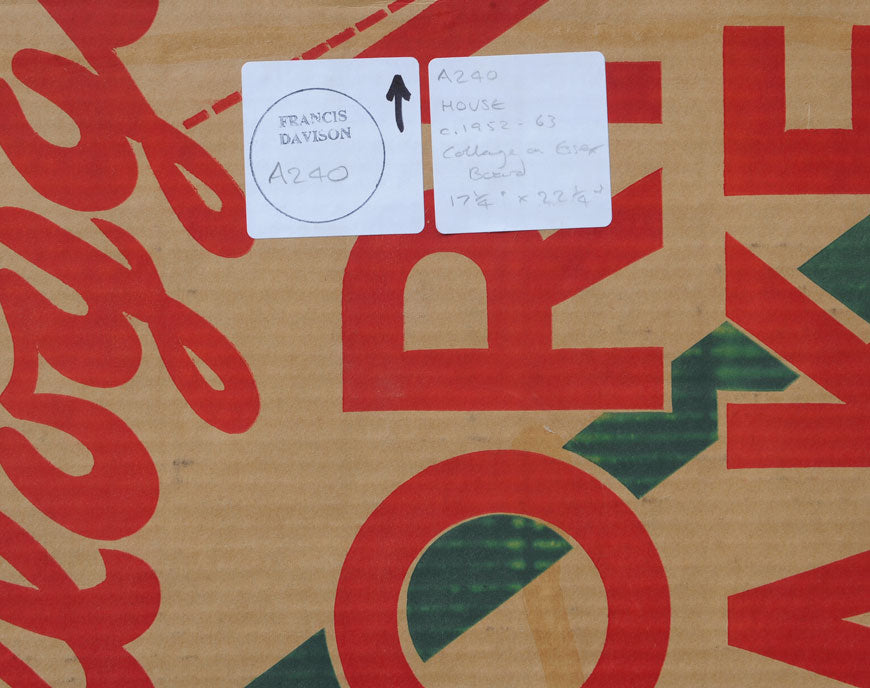 FRANCIS
DAVISON
A240
A240
HOUSE
c.1952 - 63
Collage on Essex
Board
17¼" x 22¼"